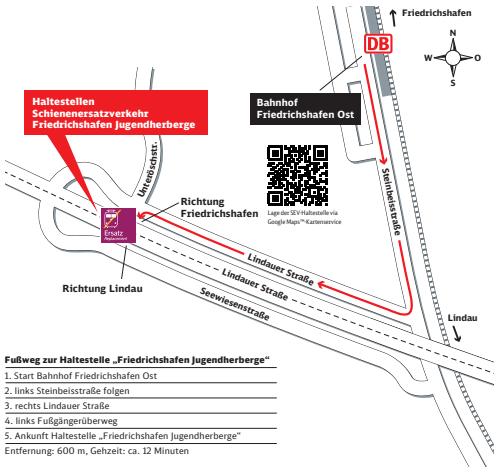 Friedrichshafen
DB
N
W
O
S
Haltestellen
Schienenersatzverkehr
Friedrichshafen Jugendherberge
Bahnhof
Friedrichshafen Ost
Unteröschstr.
Steinbeisstraße
Lage der SEV-Haltestelle via
Google Maps™-Kartenservice
Richtung
Friedrichshafen
Ersatz
Replacement
Lindauer Straße
Lindauer Straße
Richtung Lindau
Seewiesenstraße
Lindau
Fußweg zur Haltestelle „Friedrichshafen Jugendherberge“
1. Start Bahnhof Friedrichshafen Ost
2. links Steinbeisstraße folgen
3. rechts Lindauer Straße
4. links Fußgängerüberweg
5. Ankunft Haltestelle „Friedrichshafen Jugendherberge“
Entfernung: 600 m, Gehzeit: ca. 12 Minuten